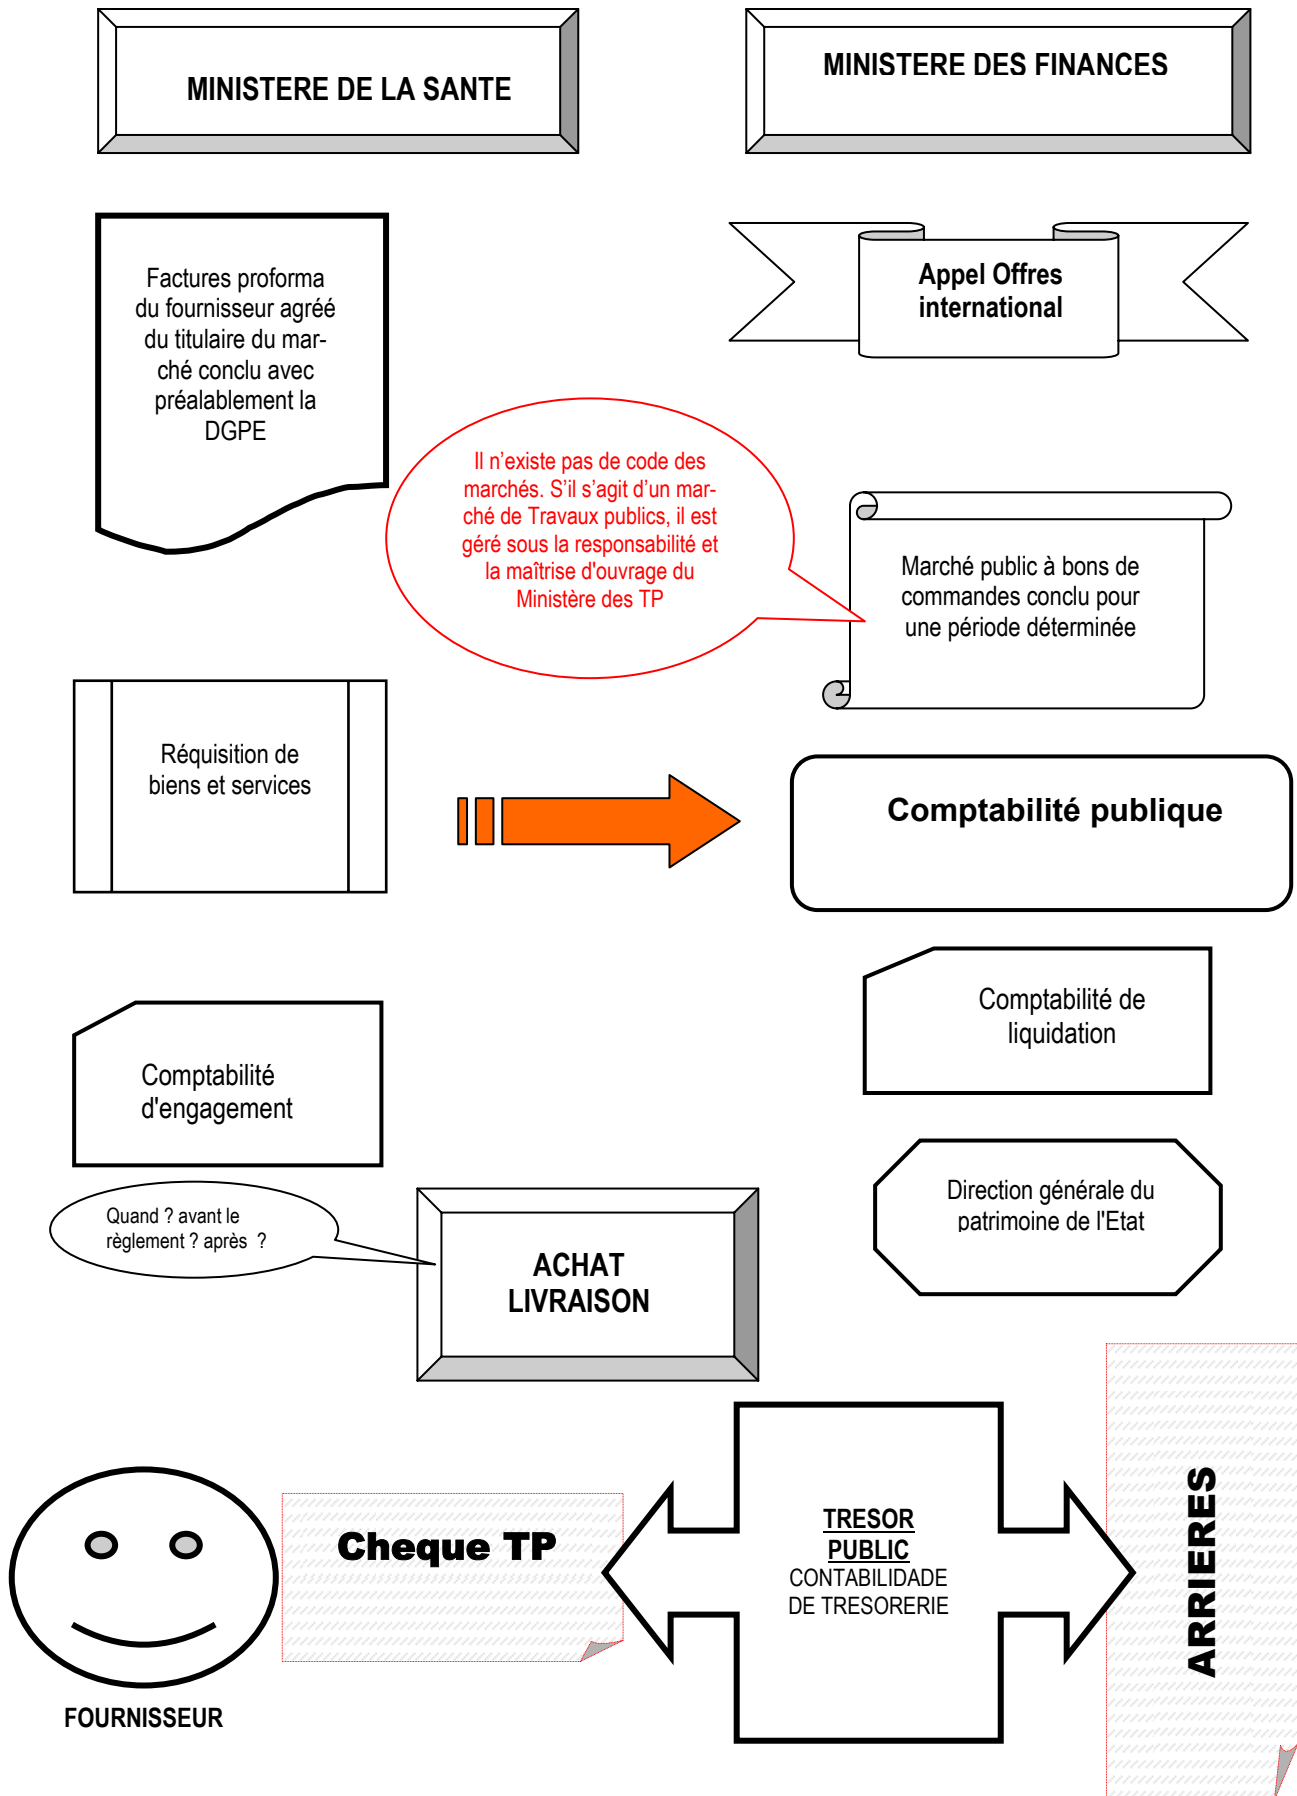 MINISTERE DE LA SANTE
MINISTERE DES FINANCES
Factures proforma
du fournisseur agréé
du titulaire du mar-
ché conclu avec
préalablement la
DGPE
Appel Offres
international
Il n’existe pas de code des
marchés. S’il s’agit d’un mar-
ché de Travaux publics, il est
géré sous la responsabilité et
la maîtrise d'ouvrage du
Ministère des TP
Marché public à bons de
commandes conclu pour
une période déterminée
Réquisition de
biens et services
Comptabilité publique
Comptabilité de
liquidation
Comptabilité
d'engagement
Direction générale du
patrimoine de l'Etat
Quand ? avant le
règlement ? après ?
ACHAT
LIVRAISON
Cheque TP
TRESOR
PUBLIC
CONTABILIDADE
DE TRESORERIE
ARRIERES
FOURNISSEUR